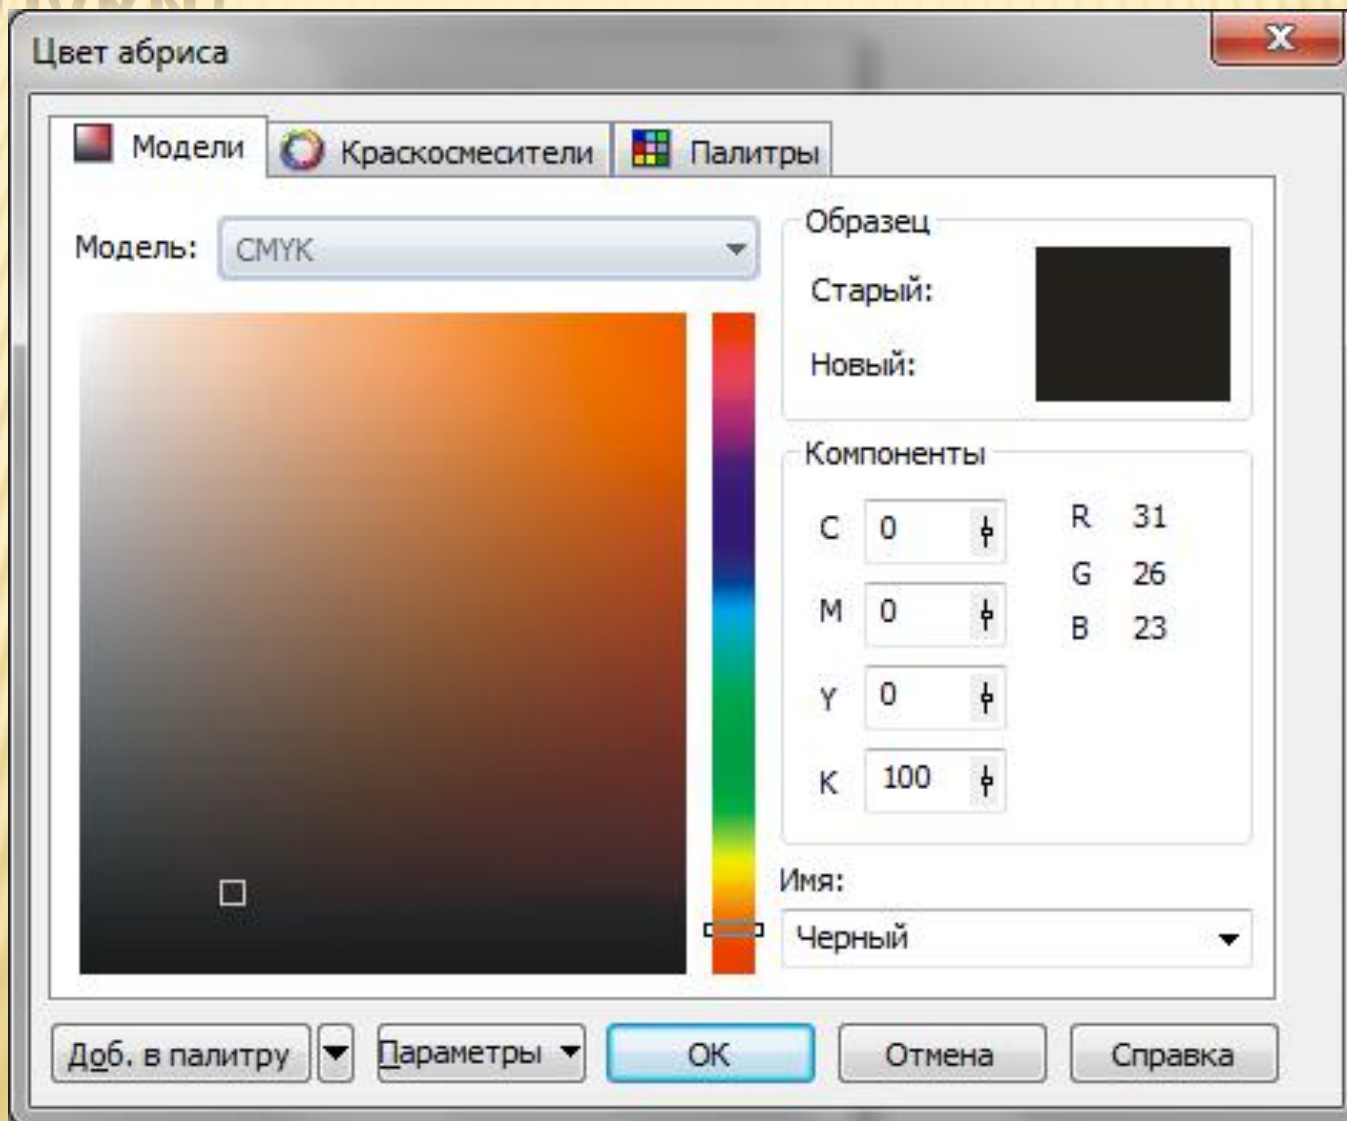 Цвет абриса
Модели
Краскосмесители
Палитры
Модель:
CMYK
Образец
Старый:
Новый:
Компоненты
C 0
M 0
Y 0
K 100
R 31
G 26
B 23
Имя:
Черный
Доб. в палитру
Параметры
OK
Отмена
Справка